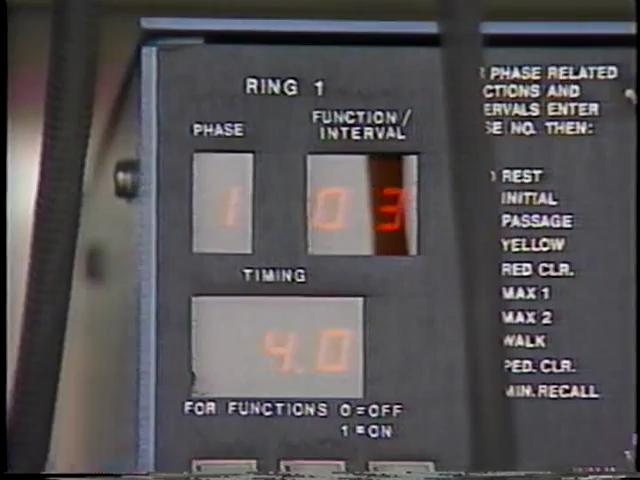 RING 1
PHASE
FUNCTION/
INTERVAL
1
03
TIMING
4.0
FOR FUNCTIONS 0=OFF
1=ON
PHASE RELATED
CTIONS AND
ERVALS ENTER
SE NO. THEN:
REST
INITIAL
PASSAGE
YELLOW
RED CLR.
MAX 1
MAX 2
WALK
PED. CLR.
MIN. RECALL